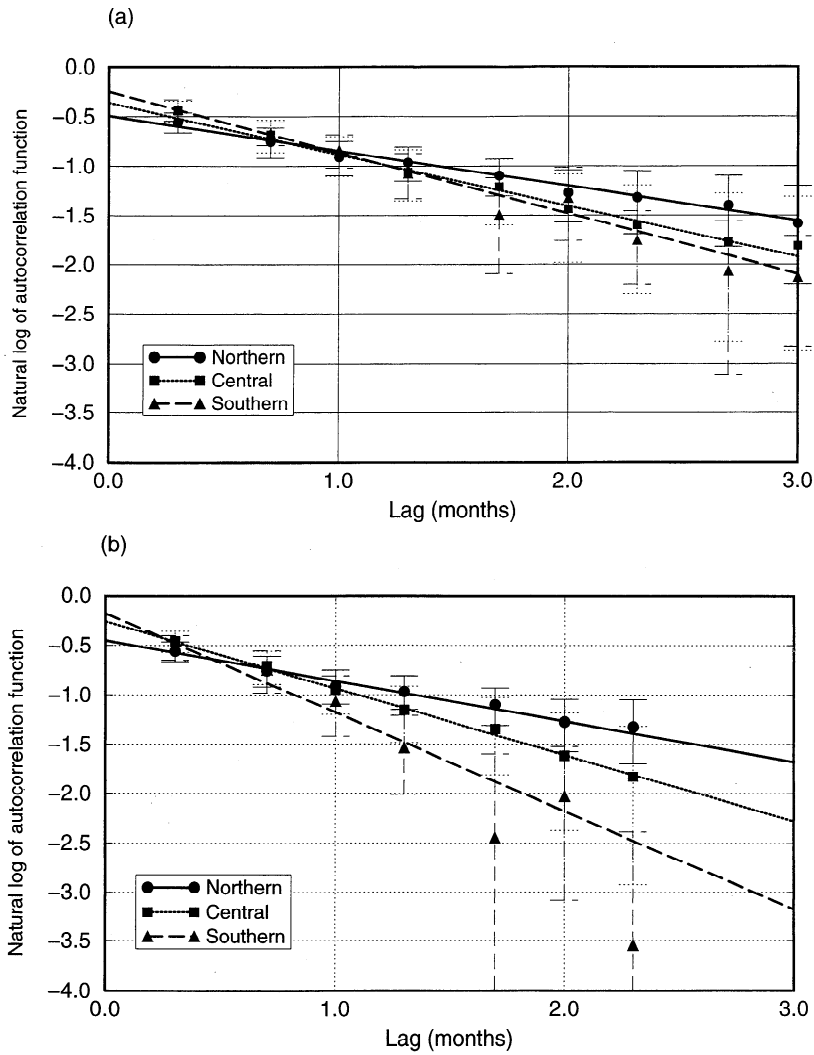 (a)
Natural log of autocorrelation function
0.0
−0.5
−1.0
−1.5
−2.0
−2.5
−3.0
−3.5
−4.0
Northern
Central
Southern
0.0 1.0 2.0 3.0
Lag (months)
(b)
Natural log of autocorrelation function
0.0
−0.5
−1.0
−1.5
−2.0
−2.5
−3.0
−3.5
−4.0
Northern
Central
Southern
0.0 1.0 2.0 3.0
Lag (months)